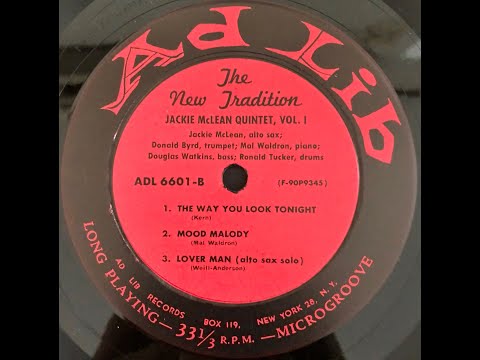 Ad Lib
The
New Tradition
JACKIE McLEAN QUINTET, VOL. I
Jackie McLean, alto sax;
Donald Byrd, trumpet; Mal Waldron, piano;
Douglas Watkins, bass; Ronald Tucker, drums
ADL 6601-B
(F-90P9345)
1. THE WAY YOU LOOK TONIGHT
(Kern)
2. MOOD MALODY
(Mal Waldron)
3. LOVER MAN (alto sax solo)
(Weill-Anderson)
AD LIB RECORDS BOX 119, NEW YORK 28, N. Y.
LONG PLAYING — 33 1/3 R.P.M. — MICROGROOVE